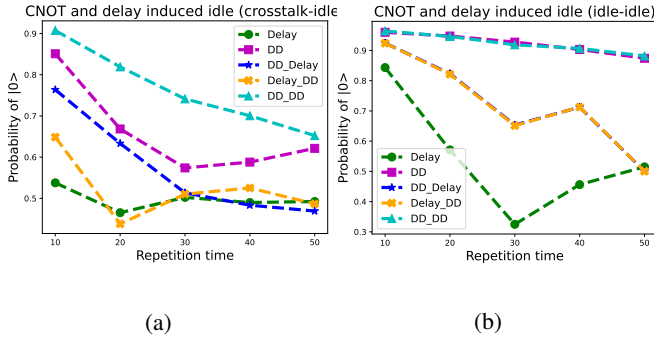 CNOT and delay induced idle (crosstalk-idle
Probability of |0>
0.9
0.8
0.7
0.6
0.5
10
20
30
40
50
Repetition time
Delay
DD
DD_Delay
Delay_DD
DD_DD
(a)
CNOT and delay induced idle (idle-idle)
Probability of |0>
0.9
0.8
0.7
0.6
0.5
0.4
0.3
10
20
30
40
50
Repetition time
Delay
DD
DD_Delay
Delay_DD
DD_DD
(b)